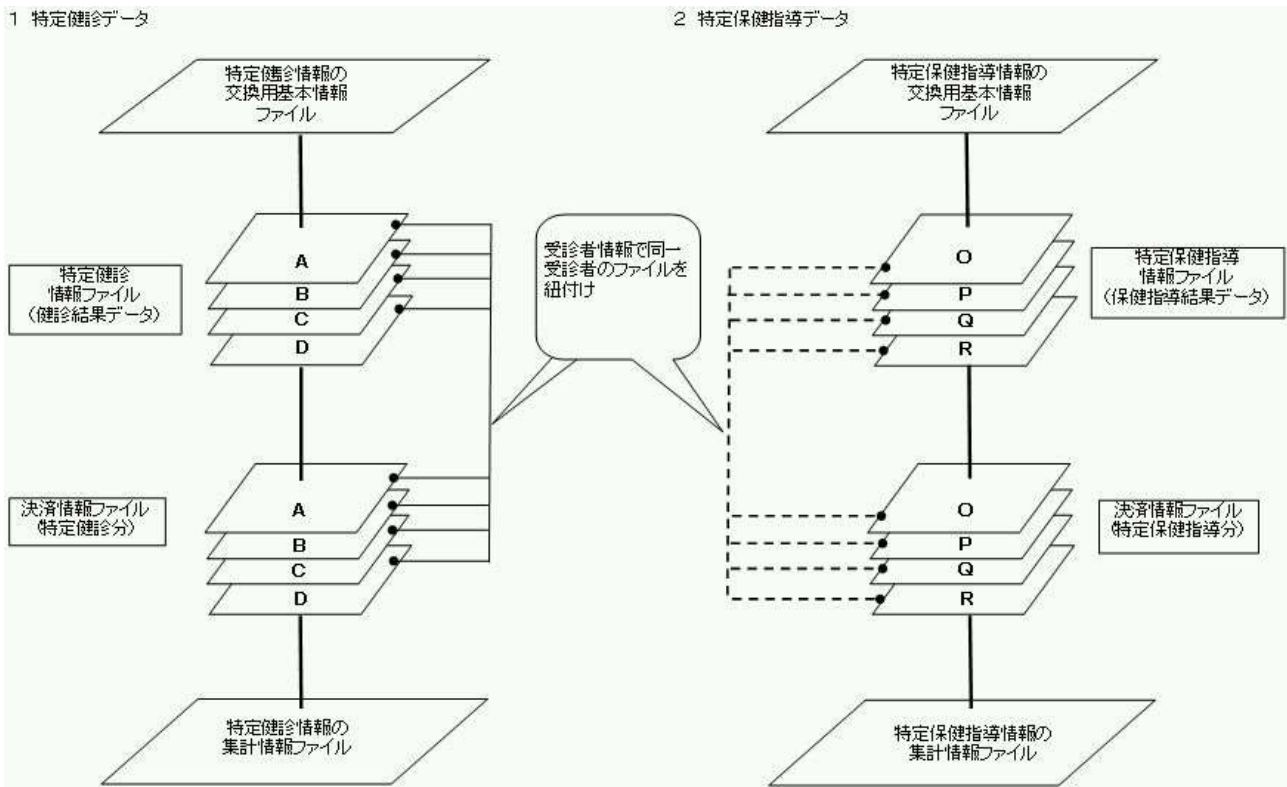 1 特定健診データ
特定健診情報の
交換用基本情報
ファイル
特定健診
情報ファイル
(健診結果データ)
A
B
C
D
決済情報ファイル
(特定健診分)
A
B
C
D
特定健診情報の
集計情報ファイル
受診者情報で同一
受診者のファイルを
紐付け
2 特定保健指導データ
特定保健指導情報の
交換用基本情報
ファイル
O
P
Q
R
特定保健指導
情報ファイル
(保健指導結果データ)
O
P
Q
R
決済情報ファイル
(特定保健指導分)
特定保健指導情報の
集計情報ファイル